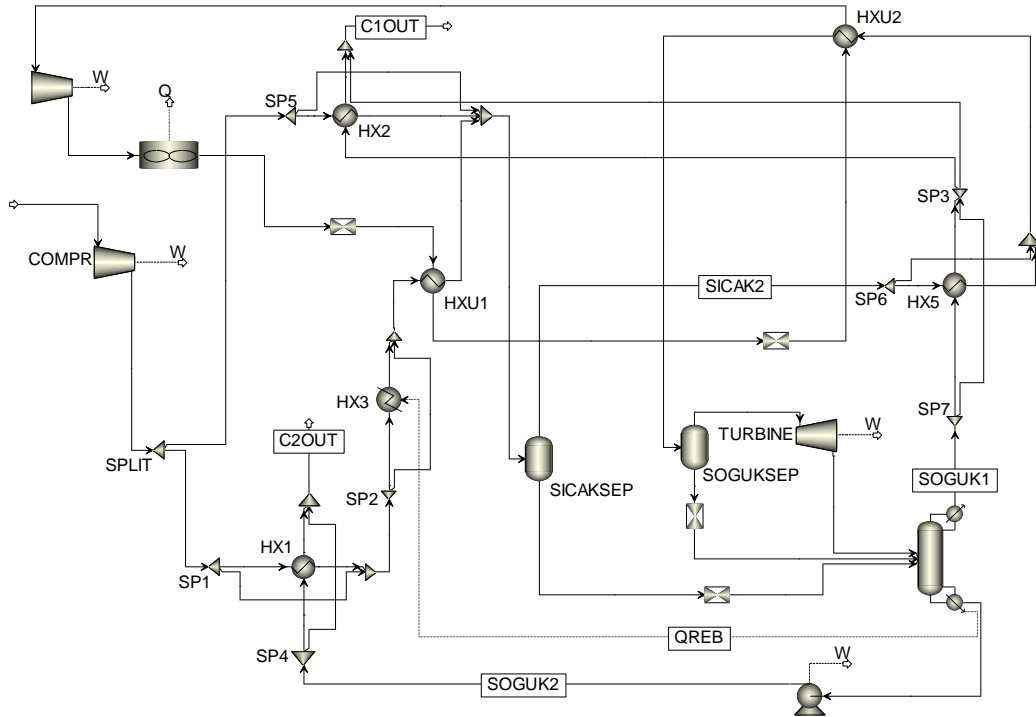 C1OUT
HXU2
W
Q
SP5
HX2
SP3
COMPR
W
HXU1
SICAK2
SP6
HX5
HX3
SP7
C2OUT
TURBINE
W
SPLIT
SP2
SICAKSEP
SOGUKSEP
SOGUK1
HX1
SP1
QREB
SP4
W
SOGUK2